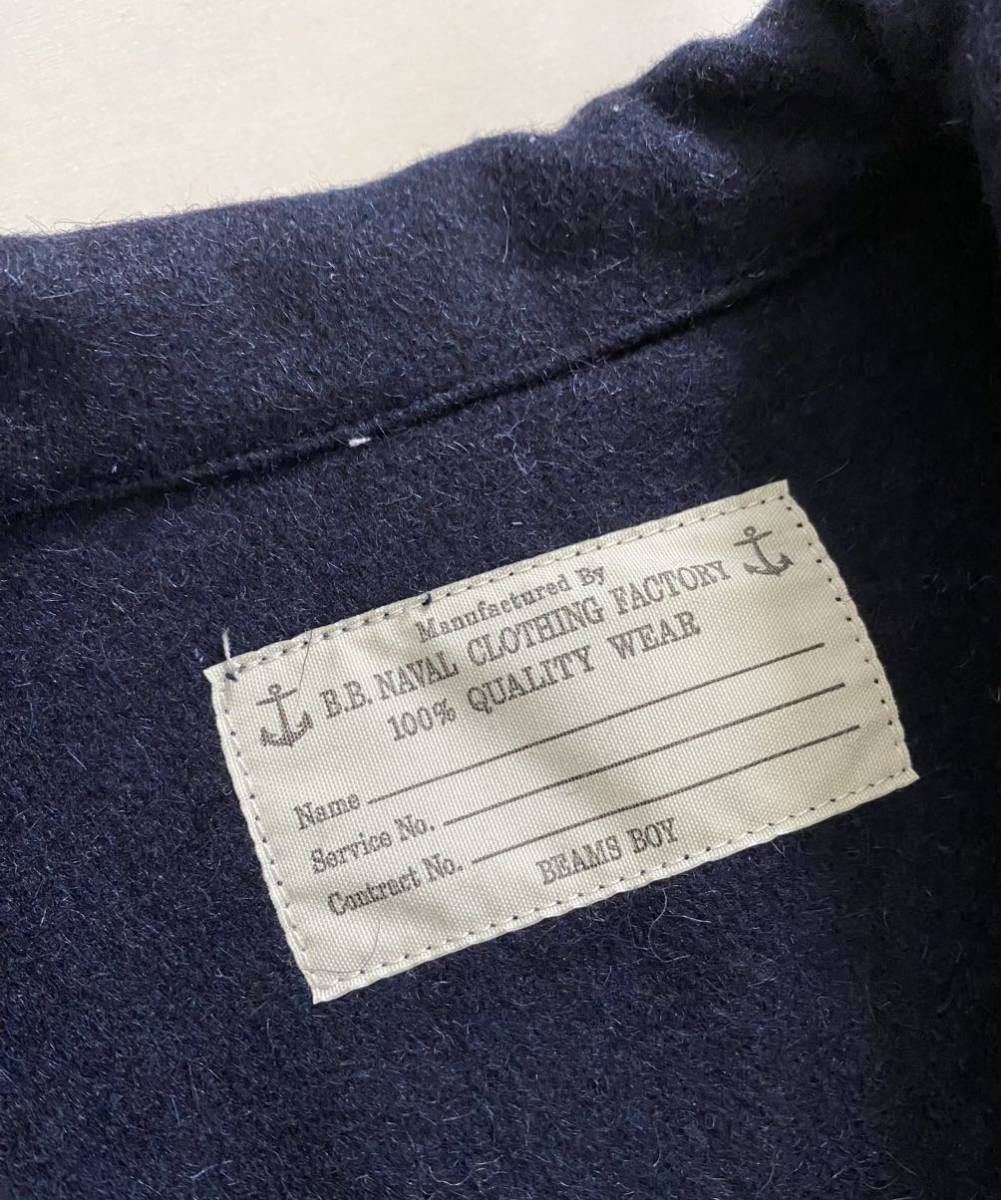 Manufactured By
B.B. NAVAL CLOTHING FACTORY
100% QUALITY WEAR
Name
Service No.
Contract No.
BEAMS BOY